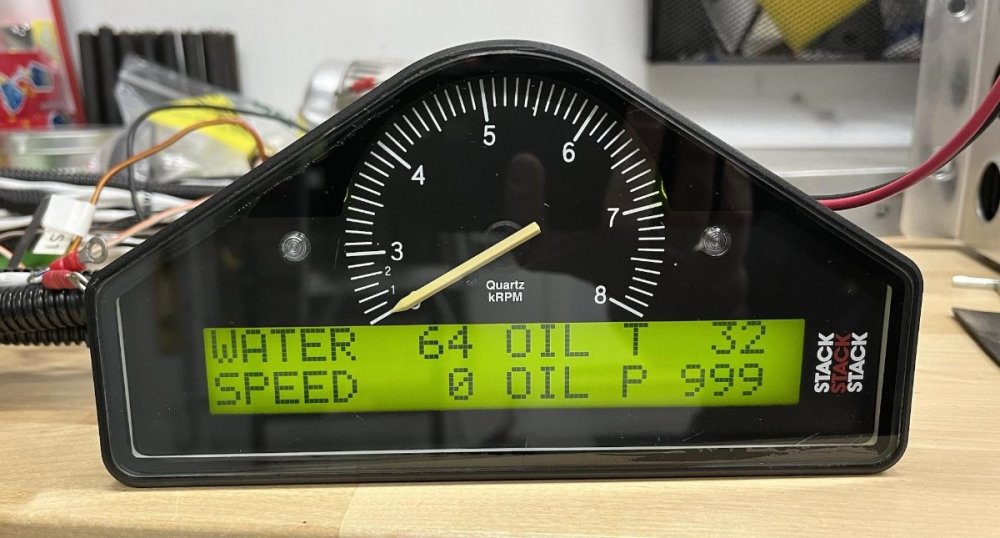 5
4
6
3
7
2
1
0
8
Quartz
kRPM
WATER 64 OIL T 32
SPEED 0 OIL P 999
STACK
STACK
STACK